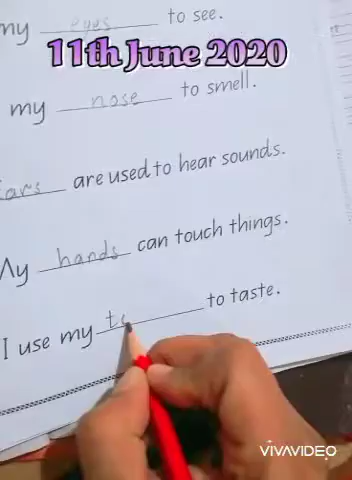 my eyes to see.
11th June 2020
my nose to smell.
ears are used to hear sounds.
My hands can touch things.
I use my to to taste.
VIVAVIDEO